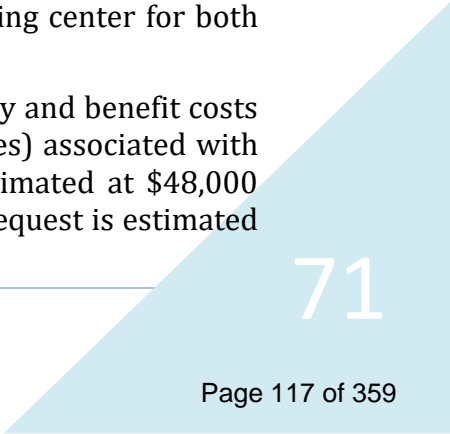 ing center for both
y and benefit costs
es) associated with
imated at $48,000
equest is estimated
71
Page 117 of 359